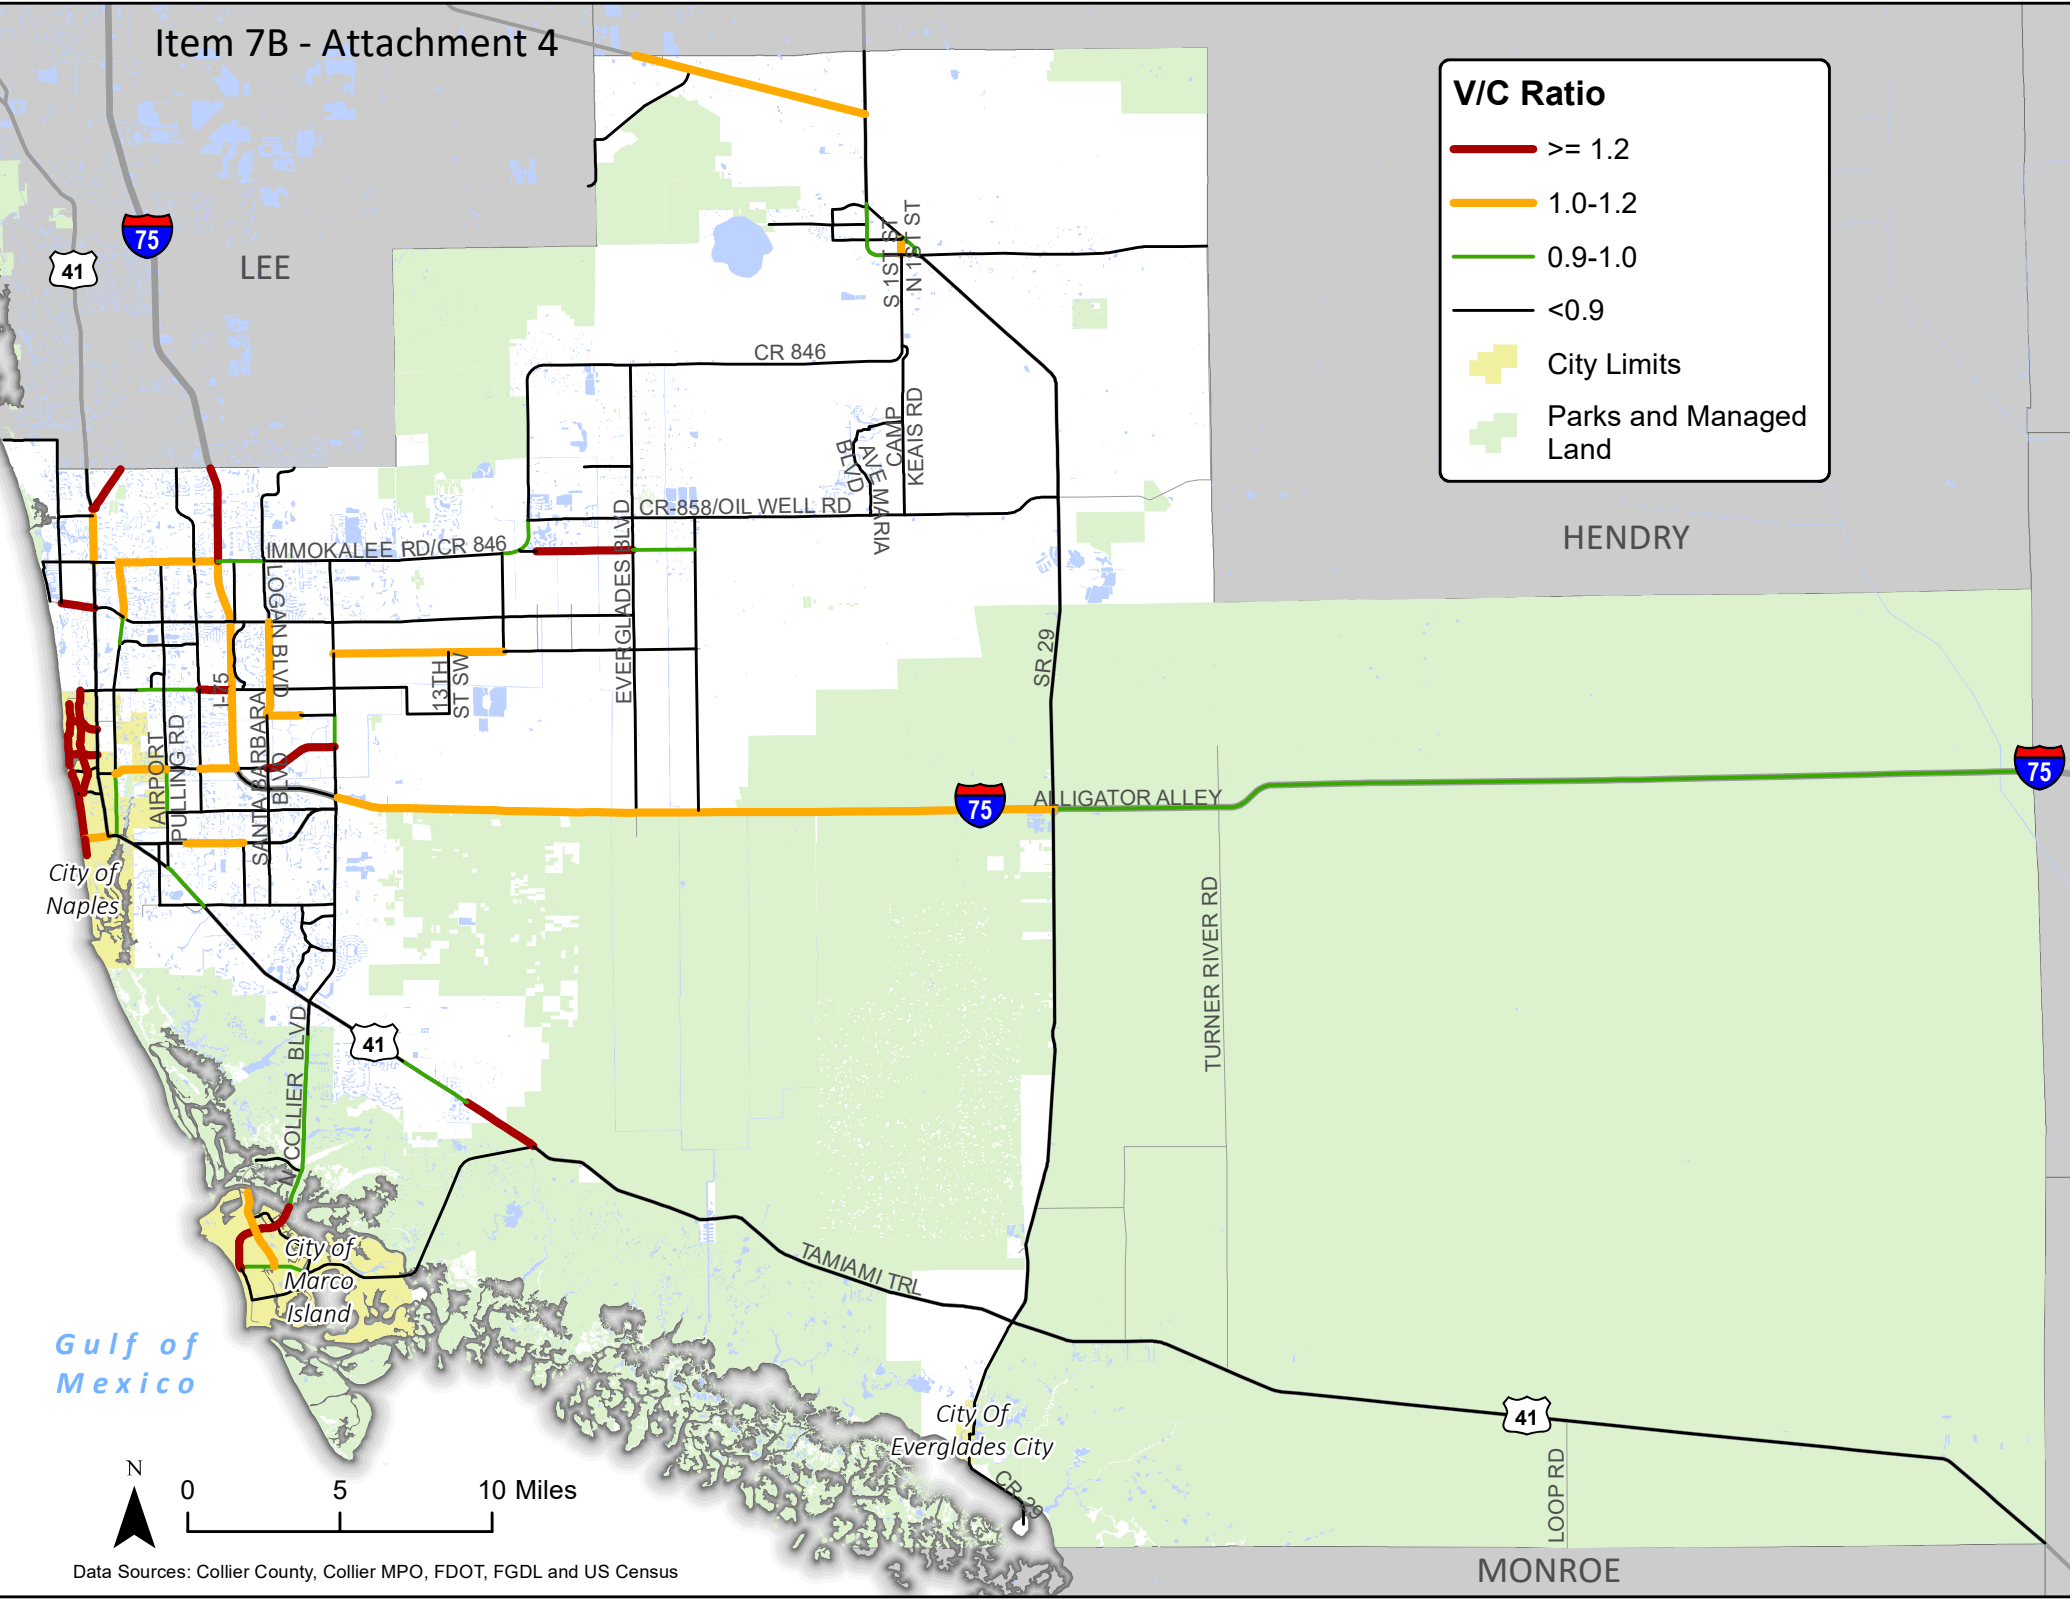 Item 7B - Attachment 4
V/C Ratio
>= 1.2
1.0-1.2
0.9-1.0
<0.9
City Limits
Parks and Managed
Land
75
41
LEE
S 1ST ST
N 1ST ST
CR 846
CAMP
KEAIS RD
AVE MARIA
BLVD
CR-858/OIL WELL RD
IMMOKALEE RD/CR 846
HENDRY
LOGAN BLVD
EVERGLADES BLVD
SR 29
13TH
ST SW
I-75
AIRPORT
PULLING RD
SANTA BARBARA
BLVD
75
ALLIGATOR ALLEY
75
City of
Naples
TURNER RIVER RD
COLLIER BLVD
41
City of
Marco
Island
TAMIAMI TRL
Gulf of
Mexico
City Of
Everglades City
41
CR 29
LOOP RD
N
0
5
10 Miles
Data Sources: Collier County, Collier MPO, FDOT, FGDL and US Census
MONROE